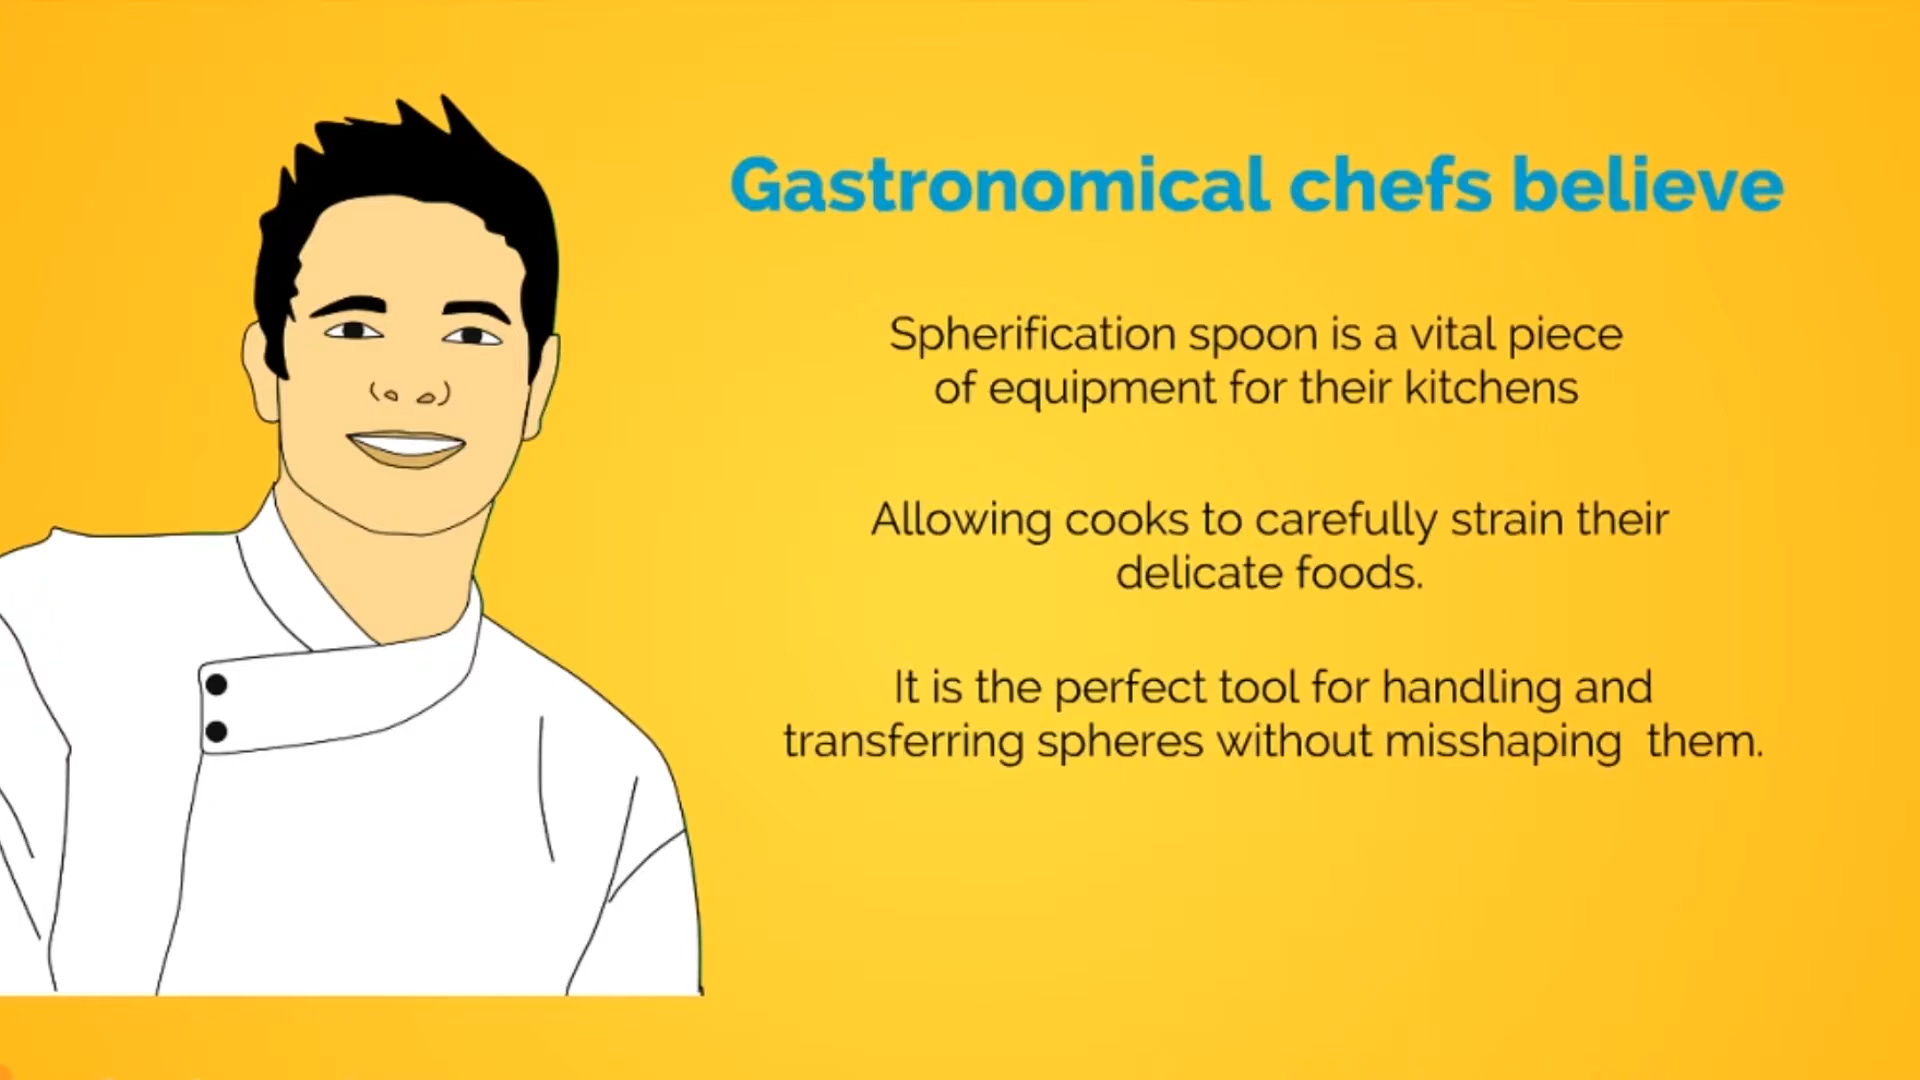 Gastronomical chefs believe
Spherification spoon is a vital piece
of equipment for their kitchens
Allowing cooks to carefully strain their
delicate foods.
It is the perfect tool for handling and
transferring spheres without misshaping  them.